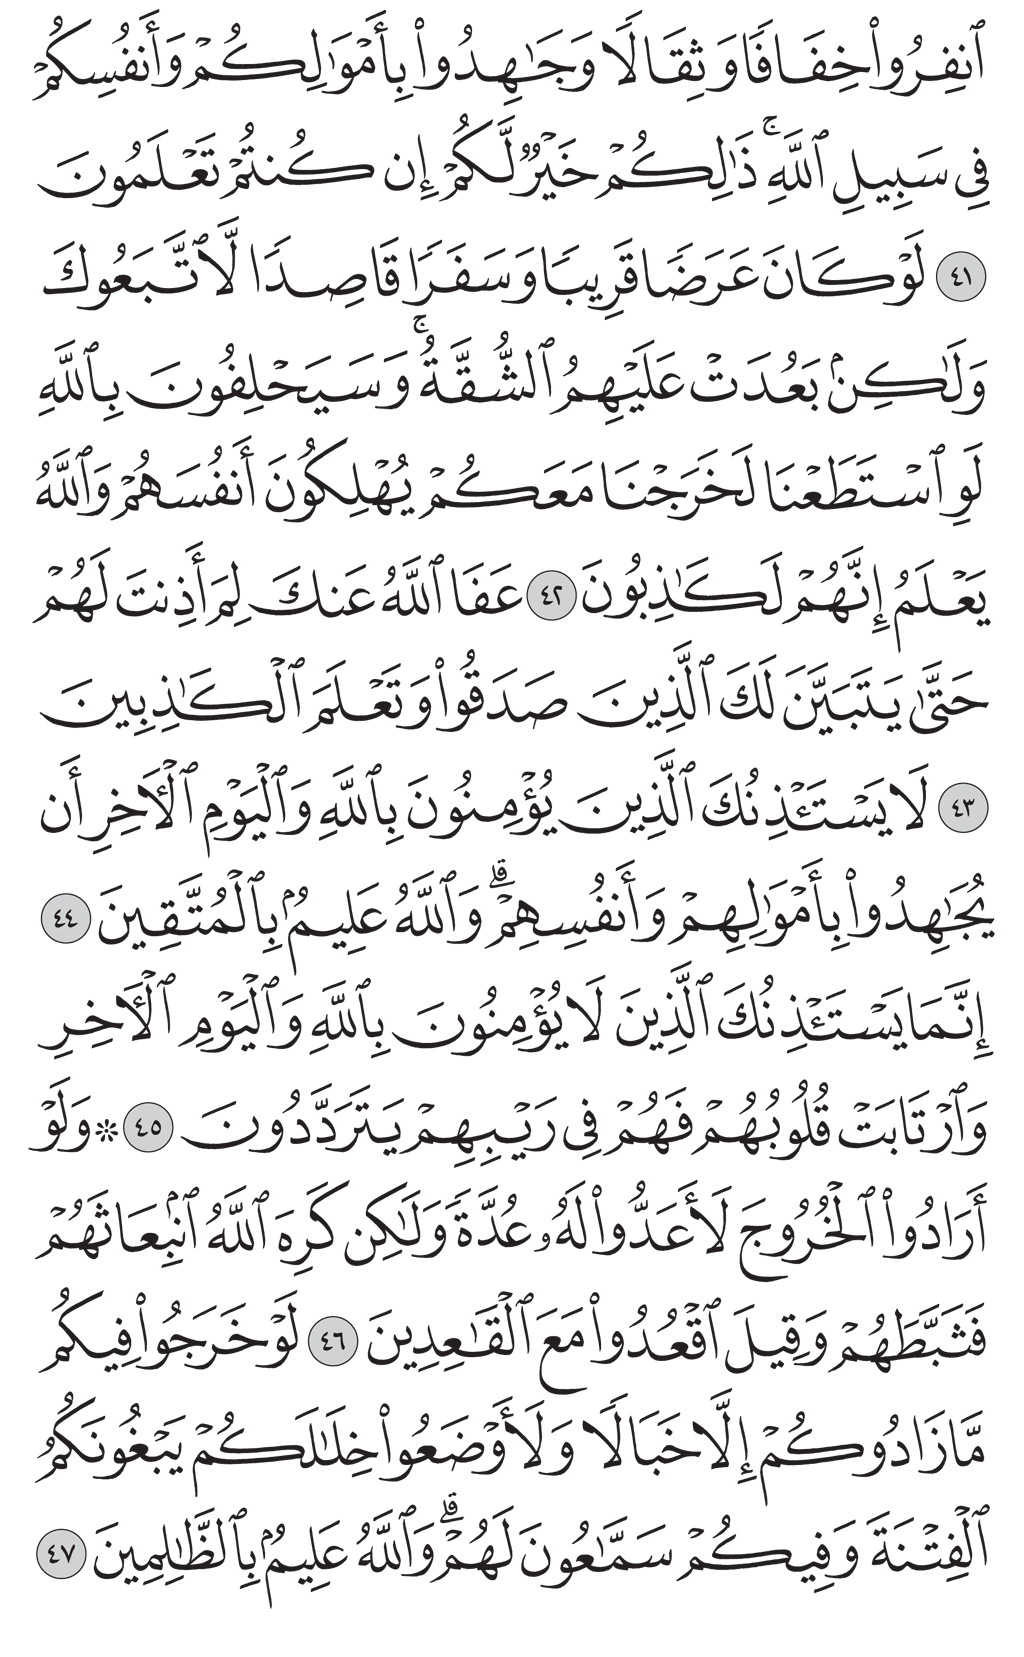 ٱنفِرُوا۟ خِفَافًا وَثِقَالًا وَجَـٰهِدُوا۟ بِأَمْوَٰلِكُمْ وَأَنفُسِكُمْ
فِى سَبِيلِ ٱللَّهِ ۚ ذَٰلِكُمْ خَيْرٌ لَّكُمْ إِن كُنتُمْ تَعْلَمُونَ
٤١ لَوْ كَانَ عَرَضًا قَرِيبًا وَسَفَرًا قَاصِدًا لَّٱتَّبَعُوكَ
وَلَـٰكِنۢ بَعُدَتْ عَلَيْهِمُ ٱلشُّقَّةُ ۚ وَسَيَحْلِفُونَ بِٱللَّهِ
لَوِ ٱسْتَطَعْنَا لَخَرَجْنَا مَعَكُمْ يُهْلِكُونَ أَنفُسَهُمْ وَٱللَّهُ
يَعْلَمُ إِنَّهُمْ لَكَـٰذِبُونَ ٤٢ عَفَا ٱللَّهُ عَنكَ لِمَ أَذِنتَ لَهُمْ
حَتَّىٰ يَتَبَيَّنَ لَكَ ٱلَّذِينَ صَدَقُوا۟ وَتَعْلَمَ ٱلْكَـٰذِبِينَ
٤٣ لَا يَسْتَـْٔذِنُكَ ٱلَّذِينَ يُؤْمِنُونَ بِٱللَّهِ وَٱلْيَوْمِ ٱلْـَٔاخِرِ أَن
يُجَـٰهِدُوا۟ بِأَمْوَٰلِهِمْ وَأَنفُسِهِمْ ۗ وَٱللَّهُ عَلِيمٌۢ بِٱلْمُتَّقِينَ ٤٤
إِنَّمَا يَسْتَـْٔذِنُكَ ٱلَّذِينَ لَا يُؤْمِنُونَ بِٱللَّهِ وَٱلْيَوْمِ ٱلْـَٔاخِرِ
وَٱرْتَابَتْ قُلُوبُهُمْ فَهُمْ فِى رَيْبِهِمْ يَتَرَدَّدُونَ ٤٥ ۞ وَلَوْ
أَرَادُوا۟ ٱلْخُرُوجَ لَأَعَدُّوا۟ لَهُۥ عُدَّةً وَلَـٰكِن كَرِهَ ٱللَّهُ ٱنۢبِعَاثَهُمْ
فَثَبَّطَهُمْ وَقِيلَ ٱقْعُدُوا۟ مَعَ ٱلْقَـٰعِدِينَ ٤٦ لَوْ خَرَجُوا۟ فِيكُم
مَّا زَادُوكُمْ إِلَّا خَبَالًا وَلَأَوْضَعُوا۟ خِلَـٰلَكُمْ يَبْغُونَكُمُ
ٱلْفِتْنَةَ وَفِيكُمْ سَمَّـٰعُونَ لَهُمْ ۗ وَٱللَّهُ عَلِيمٌۢ بِٱلظَّـٰلِمِينَ ٤٧